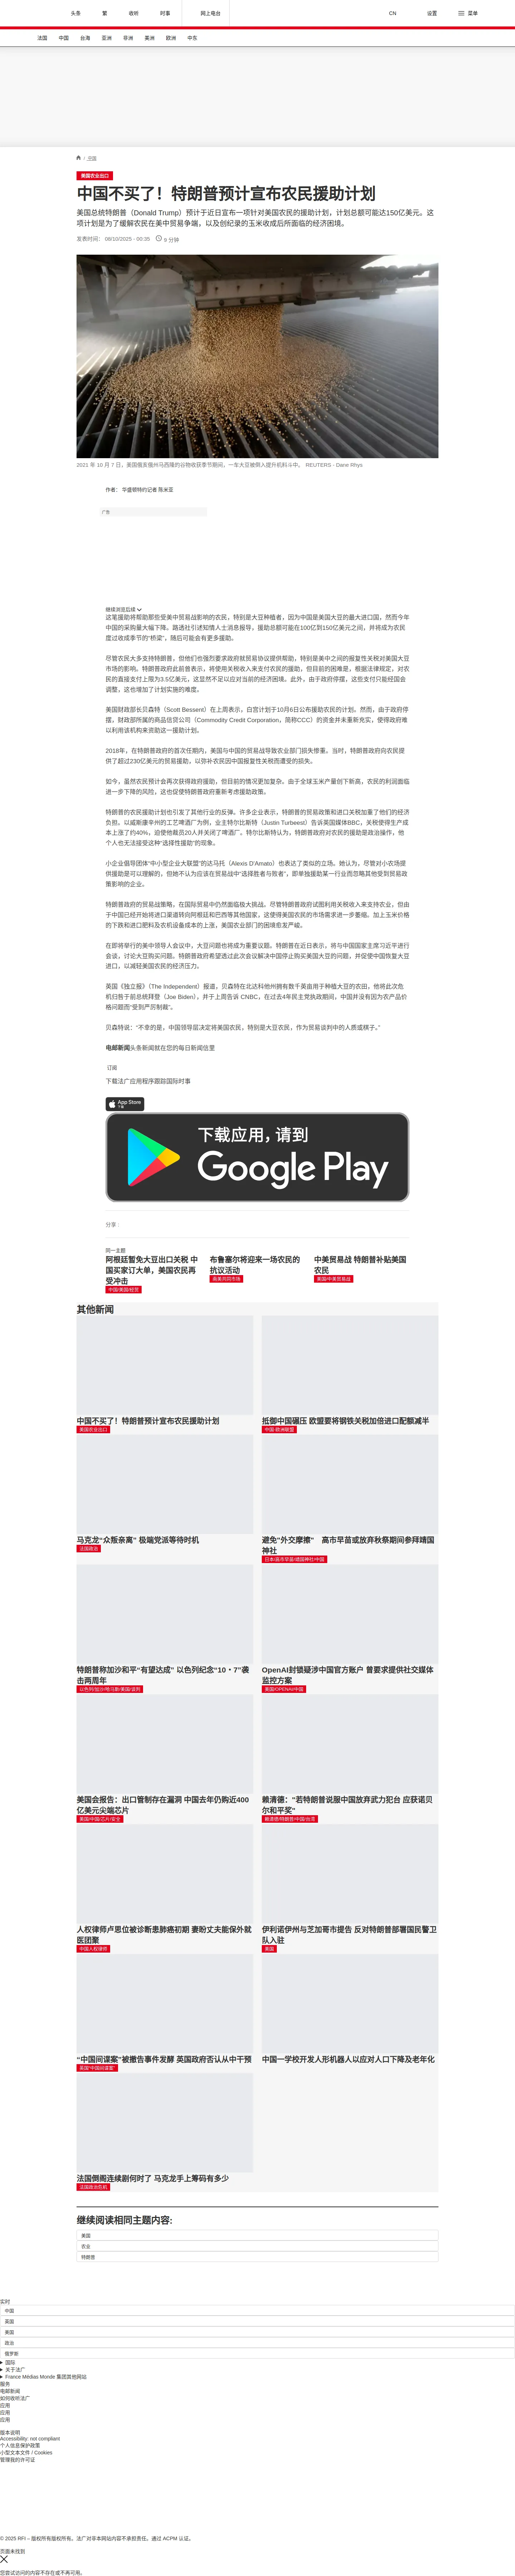 头条
繁
收听
时事
网上电台
CN
设置
菜单
法国
中国
台海
亚洲
非洲
美洲
欧洲
中东
/ 中国
美国农业出口
中国不买了！特朗普预计宣布农民援助计划
美国总统特朗普（Donald Trump）预计于近日宣布一项针对美国农民的援助计划，计划总额可能达150亿美元。这
项计划是为了缓解农民在美中贸易争端，以及创纪录的玉米收成后所面临的经济困境。
发表时间： 08/10/2025 - 00:35
9 分钟
2021 年 10 月 7 日，美国俄亥俄州马西隆的谷物收获季节期间，一车大豆被倒入提升机料斗中。 REUTERS - Dane Rhys
作者： 华盛顿特约记者 陈米亚
广告
继续浏览后续
这笔援助将帮助那些受美中贸易战影响的农民，特别是大豆种植者，因为中国是美国大豆的最大进口国，然而今年
中国的采购量大幅下降。路透社引述知情人士消息报导，援助总额可能在100亿到150亿美元之间，并将成为农民
度过收成季节的“桥梁”，随后可能会有更多援助。
尽管农民大多支持特朗普，但他们也强烈要求政府就贸易协议提供帮助，特别是美中之间的报复性关税对美国大豆
市场的影响。特朗普政府此前曾表示，将使用关税收入来支付农民的援助，但目前的困难是，根据法律规定，对农
民的直接支付上限为3.5亿美元，这显然不足以应对当前的经济困境。此外，由于政府停摆，这些支付只能经国会
调整，这也增加了计划实施的难度。
美国财政部长贝森特（Scott Bessent）在上周表示，白宫计划于10月6日公布援助农民的计划。然而，由于政府停
摆，财政部所属的商品信贷公司（Commodity Credit Corporation，简称CCC）的资金并未重新充实，使得政府难
以利用该机构来资助这一援助计划。
2018年，在特朗普政府的首次任期内，美国与中国的贸易导致农业部门损失惨重。当时，特朗普政府向农民提
供了超过230亿美元的贸易援助，以弥补农民因中国报复性关税而遭受的损失。
如今，虽然农民预计会再次获得政府援助，但目前的情况更加复杂。由于全球玉米产量创下新高，农民的利润面临
进一步下降的风险，这也促使特朗普政府重新考虑援助政策。
特朗普的农民援助计划也引发了其他行业的反弹。许多企业表示，特朗普的贸易政策和进口关税加重了他们的经济
负担。以威斯康辛州的工艺啤酒厂为例，业主特尔比斯特（Justin Turbeest）告诉英国媒体BBC，关税使得生产成
本上涨了约40%，迫使他裁员20人并关闭了啤酒厂。特尔比斯特认为，特朗普政府对农民的援助是政治操作，他
个人也无法接受这种“选择性援助”的现象。
小企业倡导团体“中小型企业大联盟”的达马托（Alexis D'Amato）也表达了类似的立场。她认为，尽管对小农场提
供援助是可以理解的，但她不认为应该在贸易战中“选择胜者与败者”，即单独援助某一行业而忽略其他受到贸易政
策影响的企业。
特朗普政府的贸易战策略，在国际贸易中仍然面临极大挑战。尽管特朗普政府试图利用关税收入来支持农业，但由
于中国已经开始将进口渠道转向阿根廷和巴西等其他国家，这使得美国农民的市场需求进一步萎缩。加上玉米价格
的下跌和进口肥料及农机设备成本的上涨，美国农业部门的困境愈发严峻。
在即将举行的美中领导人会议中，大豆问题也将成为重要议题。特朗普在近日表示，将与中国国家主席习近平进行
会谈，讨论大豆购买问题。特朗普政府希望透过此次会议解决中国停止购买美国大豆的问题，并促使中国恢复大豆
进口，以减轻美国农民的经济压力。
英国《独立报》（The Independent）报道，贝森特在北达科他州拥有数千英亩用于种植大豆的农田。他将此次危
机归咎于前总统拜登（Joe Biden），并于上周告诉 CNBC，在过去4年民主党执政期间，中国并没有因为农产品价
格问题而“受到严厉制裁”。
贝森特说：“不幸的是，中国领导层决定将美国农民，特别是大豆农民，作为贸易谈判中的人质或棋子。”
电邮新闻头条新闻就在您的每日新闻信里
订阅
下载法广应用程序跟踪国际时事
App Store
下载
下载应用，请到
Google Play
分享 :
同一主题
阿根廷暂免大豆出口关税 中
国买家订大单，美国农民再
受冲击
中国/美国/经贸
布鲁塞尔将迎来一场农民的
抗议活动
南美共同市场
中美贸易战 特朗普补贴美国
农民
美国/中美贸易战
其他新闻
中国不买了！特朗普预计宣布农民援助计划
美国农业出口
抵御中国碾压 欧盟要将钢铁关税加倍进口配额减半
中国·欧洲联盟
马克龙“众叛亲离” 极端党派等待时机
法国政治
避免"外交摩擦" 高市早苗或放弃秋祭期间参拜靖国
神社
日本/高市早苗/靖国神社/中国
特朗普称加沙和平“有望达成” 以色列纪念“10・7”袭
击两周年
以色列/加沙/哈马斯/美国/谈判
OpenAI封锁疑涉中国官方账户 曾要求提供社交媒体
监控方案
美国/OPENAI/中国
美国会报告：出口管制存在漏洞 中国去年仍购近400
亿美元尖端芯片
美国/中国/芯片/安全
赖清德："若特朗普说服中国放弃武力犯台 应获诺贝
尔和平奖"
赖清德/特朗普/中国/台湾
人权律师卢思位被诊断患肺癌初期 妻盼丈夫能保外就
医团聚
中国人权律师
伊利诺伊州与芝加哥市提告 反对特朗普部署国民警卫
队入驻
美国
“中国间谍案”被撤告事件发酵 英国政府否认从中干预
英国“中国间谍案”
中国一学校开发人形机器人以应对人口下降及老年化
法国倒阁连续剧何时了 马克龙手上筹码有多少
法国政治危机
继续阅读相同主题内容:
美国
农业
特朗普
实时
中国
英国
美国
政治
俄罗斯
国际
关于法广
France Médias Monde 集团其他网站
服务
电邮新闻
如何收听法广
应用
应用
应用
版本说明
Accessibility: not compliant
个人信息保护政策
小型文本文件 / Cookies
管理我的许可证
© 2025 RFI – 版权所有版权所有。法广对非本网站内容不承担责任。通过 ACPM 认证。
页面未找到
您尝试访问的内容不存在或不再可用。